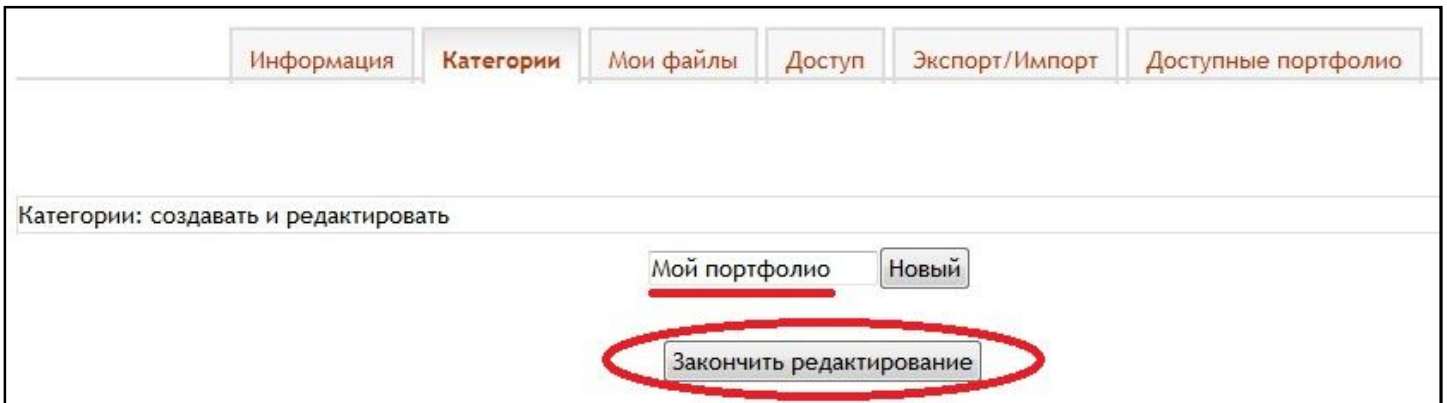 Информация Категории Мои файлы Доступ Экспорт/Импорт Доступные портфолио
Категории: создавать и редактировать
Мой портфолио Новый
Закончить редактирование